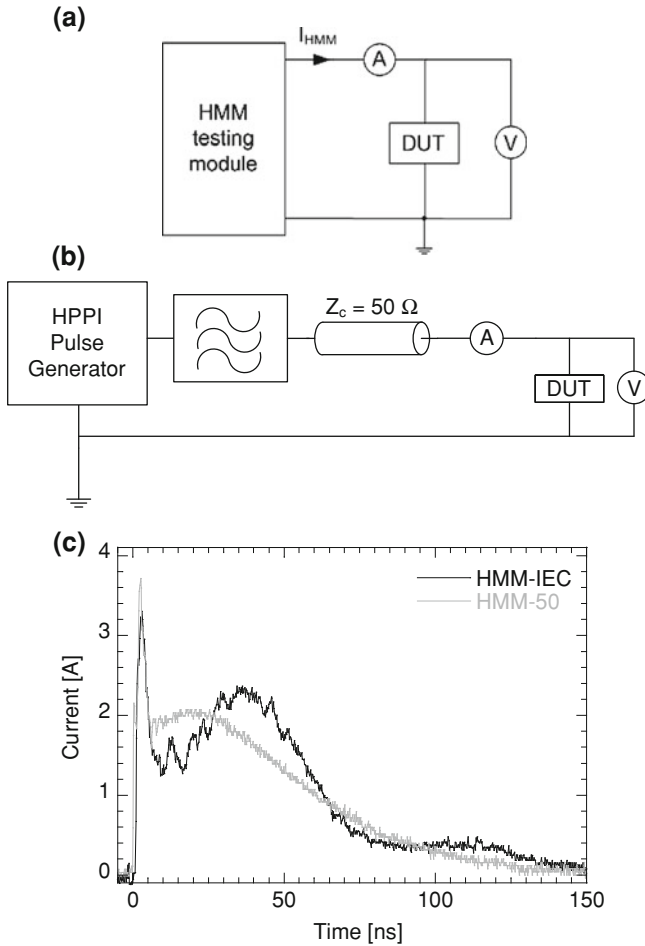 (a)
I_HMM
A
HMM
testing
module
DUT
V
(b)
HPPI
Pulse
Generator
Z_c = 50 Ω
A
DUT
V
(c)
4
3
2
1
0
Current [A]
HMM-IEC
HMM-50
0 50 100 150
Time [ns]